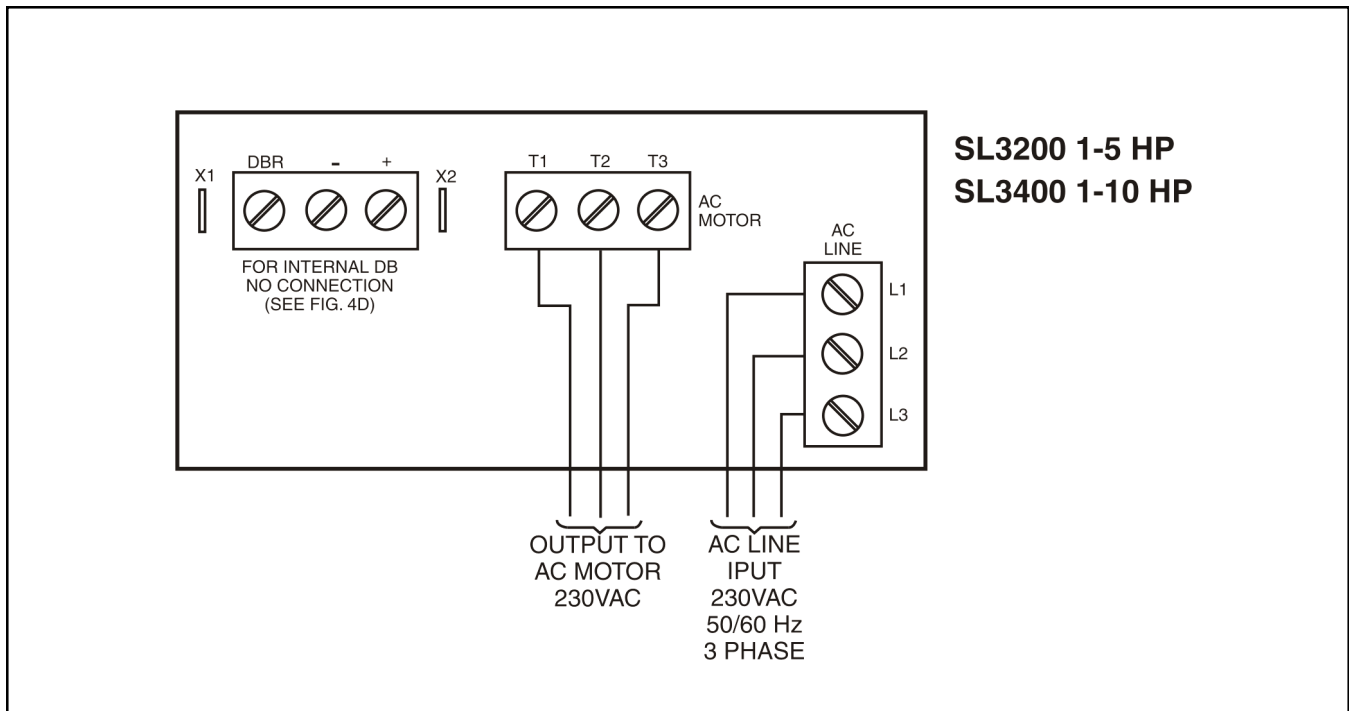 SL3200 1-5 HP
SL3400 1-10 HP
X1
DBR - +
X2
FOR INTERNAL DB
NO CONNECTION
(SEE FIG. 4D)
T1 T2 T3
AC
MOTOR
AC
LINE
L1
L2
L3
OUTPUT TO
AC MOTOR
230VAC
AC LINE
IPUT
230VAC
50/60 Hz
3 PHASE